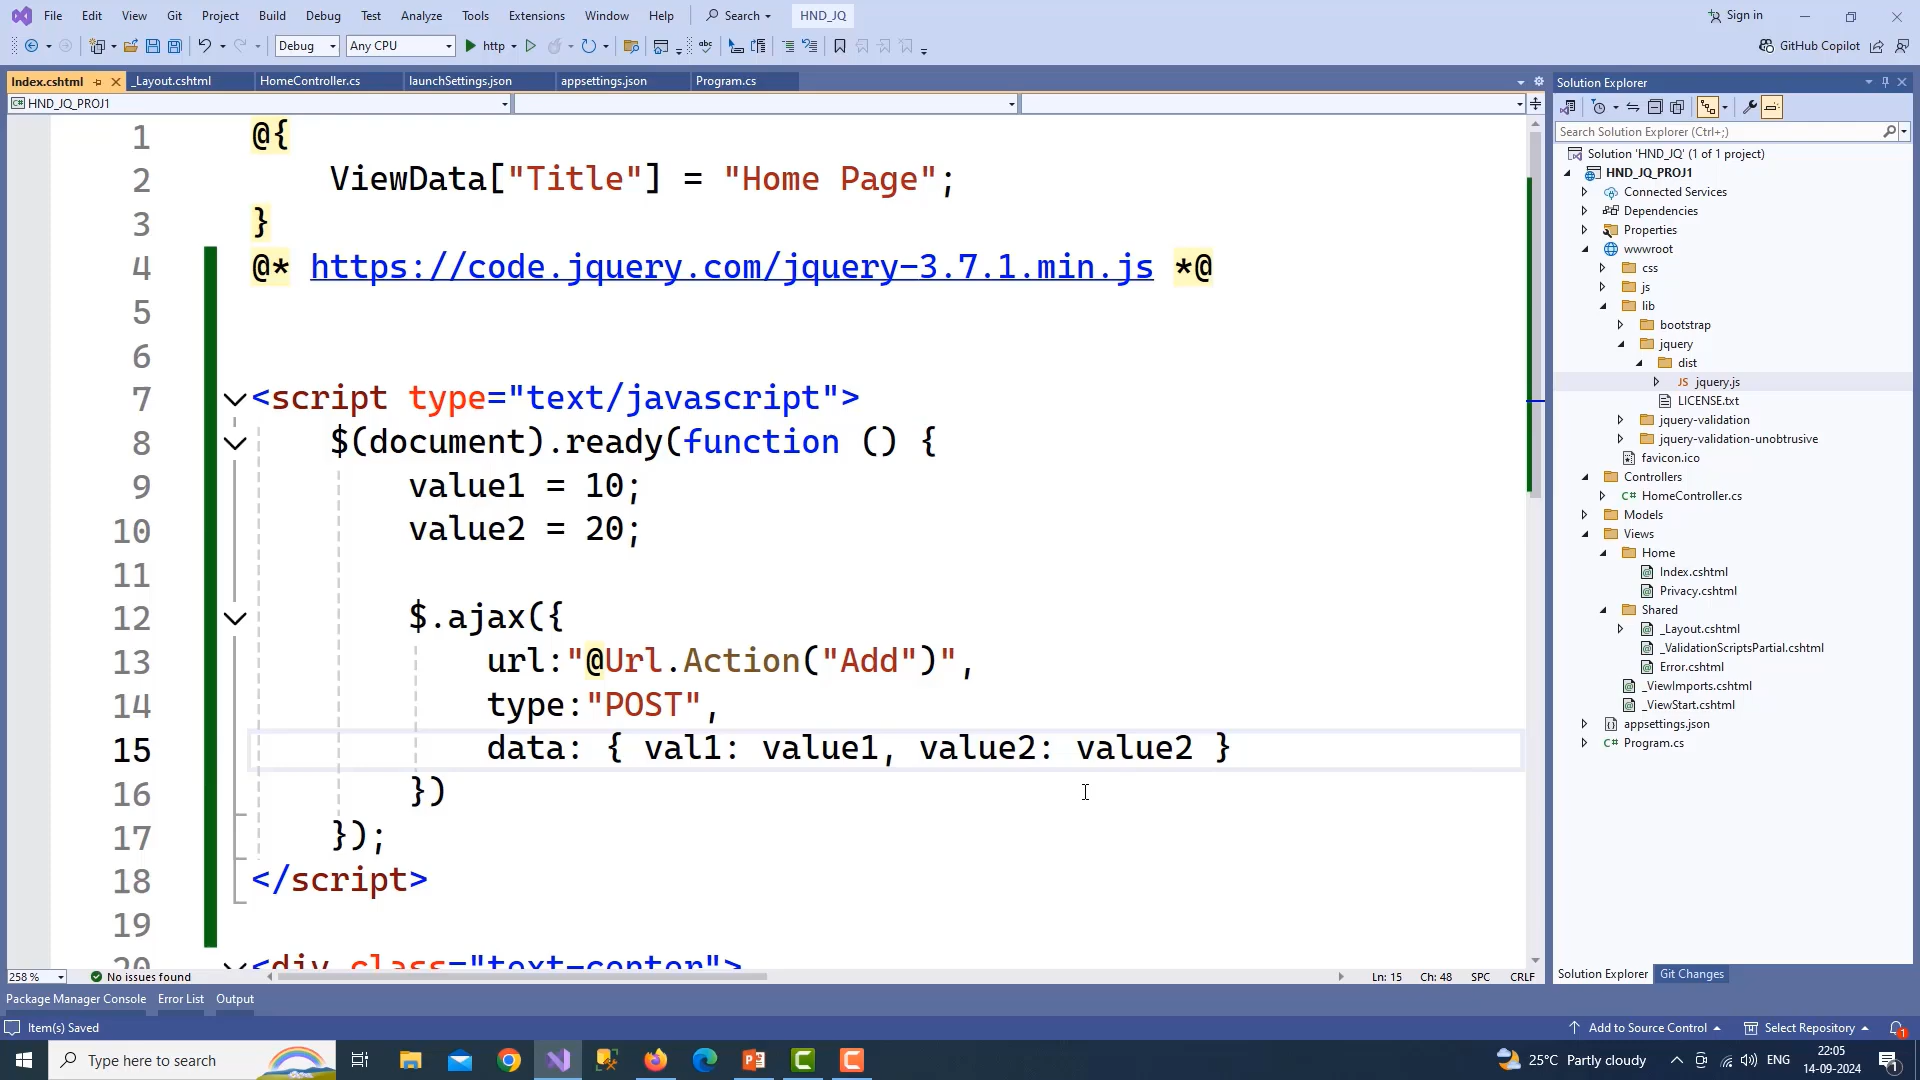 File Edit View Git Project Build Debug Test Analyze Tools Extensions Window Help Search HND_JQ Sign in
Debug Any CPU http GitHub Copilot
Index.cshtml _Layout.cshtml HomeController.cs launchSettings.json appsettings.json Program.cs
HND_JQ_PROJ1
1 @{
2 ViewData["Title"] = "Home Page";
3 }
4 @* https://code.jquery.com/jquery-3.7.1.min.js *@
5
6
7 <script type="text/javascript">
8 $(document).ready(function () {
9 value1 = 10;
10 value2 = 20;
11
12 $.ajax({
13 url:"@Url.Action("Add")",
14 type:"POST",
15 data: { val1: value1, value2: value2 }
16 })
17 });
18 </script>
19
20 <div class="text-center">
258 % No issues found Ln: 15 Ch: 48 SPC CRLF
Solution Explorer
Search Solution Explorer (Ctrl+;)
Solution 'HND_JQ' (1 of 1 project)
HND_JQ_PROJ1
Connected Services
Dependencies
Properties
wwwroot
css
js
lib
bootstrap
jquery
dist
JS jquery.js
LICENSE.txt
jquery-validation
jquery-validation-unobtrusive
favicon.ico
Controllers
C# HomeController.cs
Models
Views
Home
Index.cshtml
Privacy.cshtml
Shared
_Layout.cshtml
_ValidationScriptsPartial.cshtml
Error.cshtml
_ViewImports.cshtml
_ViewStart.cshtml
appsettings.json
C# Program.cs
Solution Explorer Git Changes
Package Manager Console Error List Output
Item(s) Saved Add to Source Control Select Repository 1
Type here to search 25°C Partly cloudy ENG 22:05
14-09-2024 1